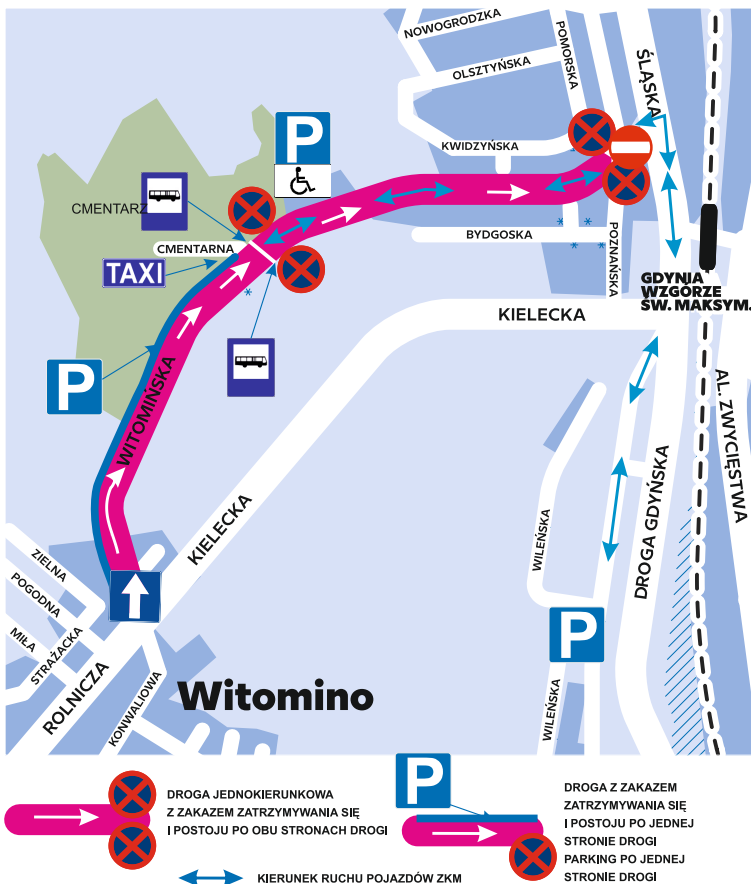 NOWOGRODZKA
OLSZTYŃSKA
POMORSKA
ŚLĄSKA
KWIDZYŃSKA
P
CMENTARZ
CMENTARNA
TAXI
BYDGOSKA
POZNAŃSKA
GDYNIA
WZGÓRZE
ŚW. MAKSYM.
KIELECKA
P
WITOMIŃSKA
AL. ZWYCIĘSTWA
DROGA GDYŃSKA
KIELECKA
WILEŃSKA
ZIELNA
POGODNA
MIŁA
STRAŻACKA
P
ROLNICZA
KONWALIOWA
Witomino
WILEŃSKA
DROGA JEDNOKIERUNKOWA
Z ZAKAZEM ZATRZYMYWANIA SIĘ
I POSTOJU PO OBU STRONACH DROGI
P
DROGA Z ZAKAZEM
ZATRZYMYWANIA SIĘ
I POSTOJU PO JEDNEJ
STRONIE DROGI
PARKING PO JEDNEJ
STRONIE DROGI
KIERUNEK RUCHU POJAZDÓW ZKM